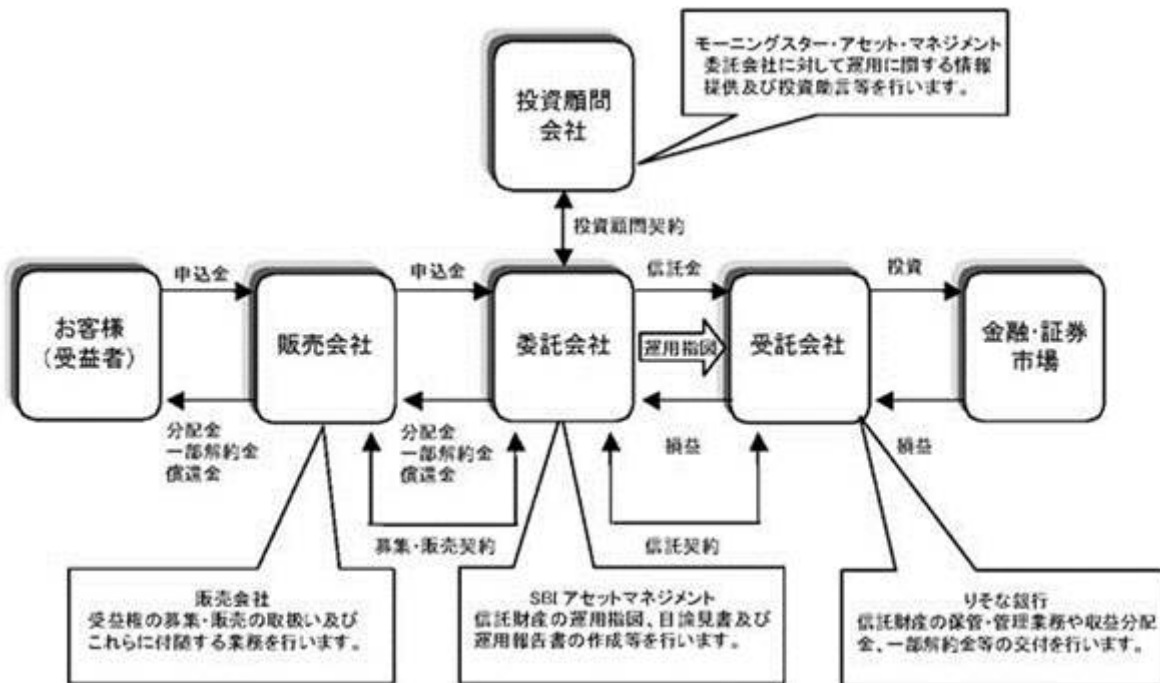 モーニングスター・アセット・マネジメント
委託会社に対して運用に関する情報
提供及び投資助言等を行います。
投資顧問
会社
投資顧問契約
申込金
申込金
信託金
投資
お客様
(受益者)
販売会社
委託会社
運用指図
受託会社
金融・証券
市場
分配金
一部解約金
償還金
分配金
一部解約金
償還金
損益
損益
募集・販売契約
信託契約
販売会社
受益権の募集・販売の取扱い及び
これらに付随する業務を行います。
SBI アセットマネジメント
信託財産の運用指図、目論見書及び
運用報告書の作成等を行います。
りそな銀行
信託財産の保管・管理業務や収益分配
金、一部解約金等の交付を行います。